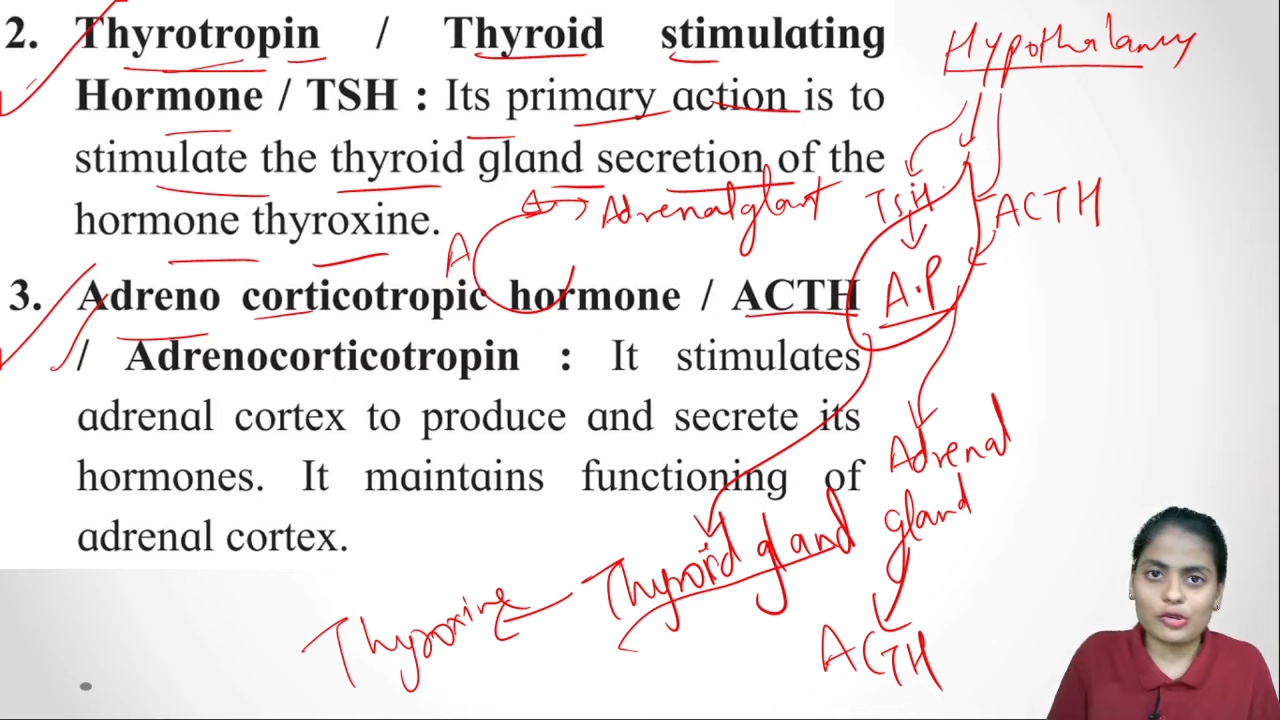 2. Thyrotropin / Thyroid stimulating
Hormone / TSH : Its primary action is to
stimulate the thyroid gland secretion of the
hormone thyroxine.
3. Adreno corticotropic hormone / ACTH
/ Adrenocorticotropin : It stimulates
adrenal cortex to produce and secrete its
hormones. It maintains functioning of
adrenal cortex.
Hypothalamus
TSH
ACTH
A.P
A
Adrenal gland
Adrenal
gland
ACTH
Thyroid gland
Thyroxine